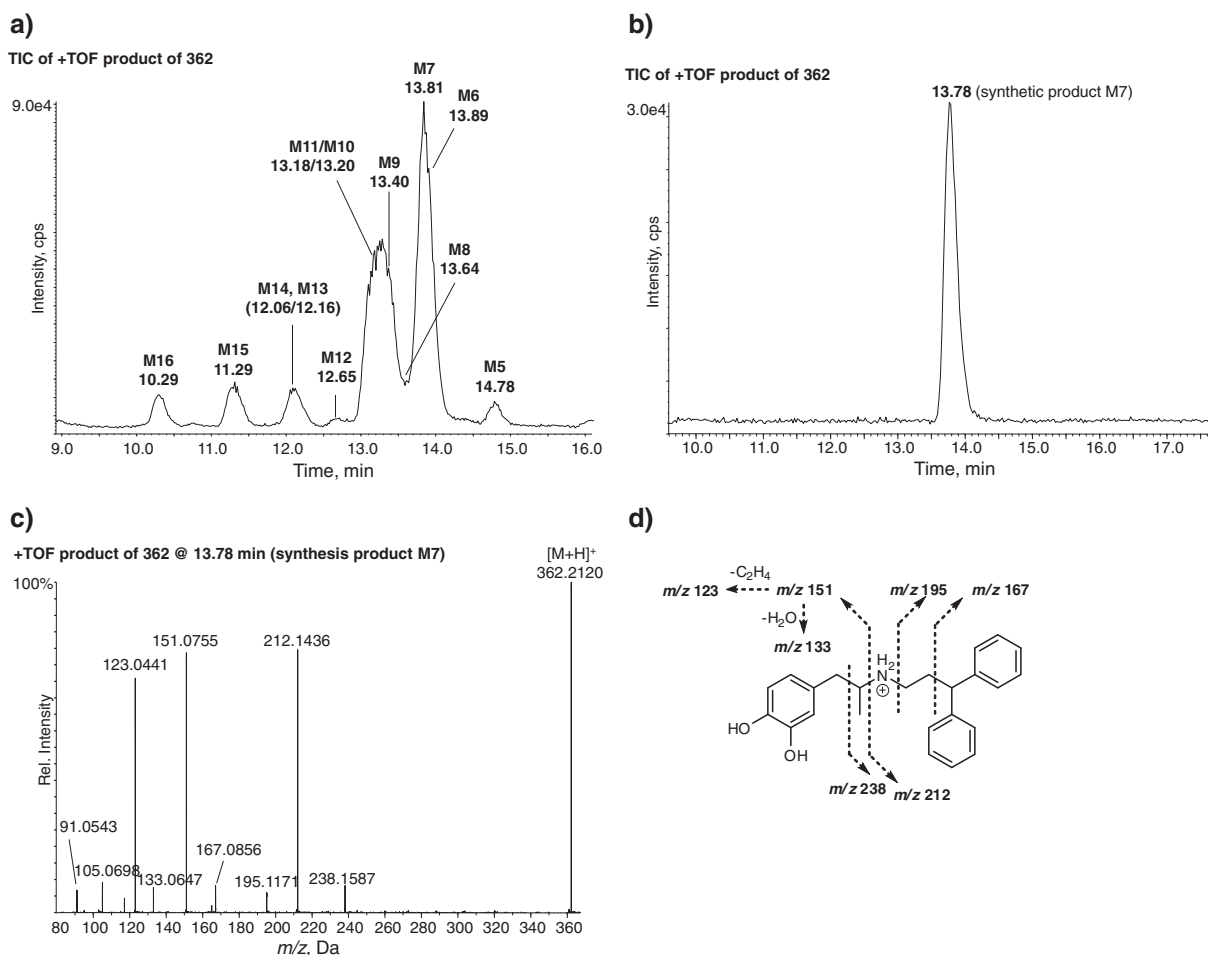 a)
TIC of +TOF product of 362
9.0e4
Intensity, cps
M16
10.29
M15
11.29
M14, M13
(12.06/12.16)
M12
12.65
M11/M10
13.18/13.20
M9
13.40
M7
13.81
M6
13.89
M8
13.64
M5
14.78
9.0 10.0 11.0 12.0 13.0 14.0 15.0 16.0
Time, min
b)
TIC of +TOF product of 362
3.0e4
13.78 (synthetic product M7)
Intensity, cps
10.0 11.0 12.0 13.0 14.0 15.0 16.0 17.0
Time, min
c)
+TOF product of 362 @ 13.78 min (synthesis product M7)
[M+H]+
362.2120
100%
Rel. Intensity
151.0755
212.1436
123.0441
91.0543
167.0856
105.0698
133.0647
195.1171
238.1587
80 100 120 140 160 180 200 220 240 260 280 300 320 340 360
m/z, Da
d)
-C2H4
m/z 123
m/z 151
m/z 195
m/z 167
-H2O
m/z 133
H2
N
+
HO
OH
m/z 238
m/z 212